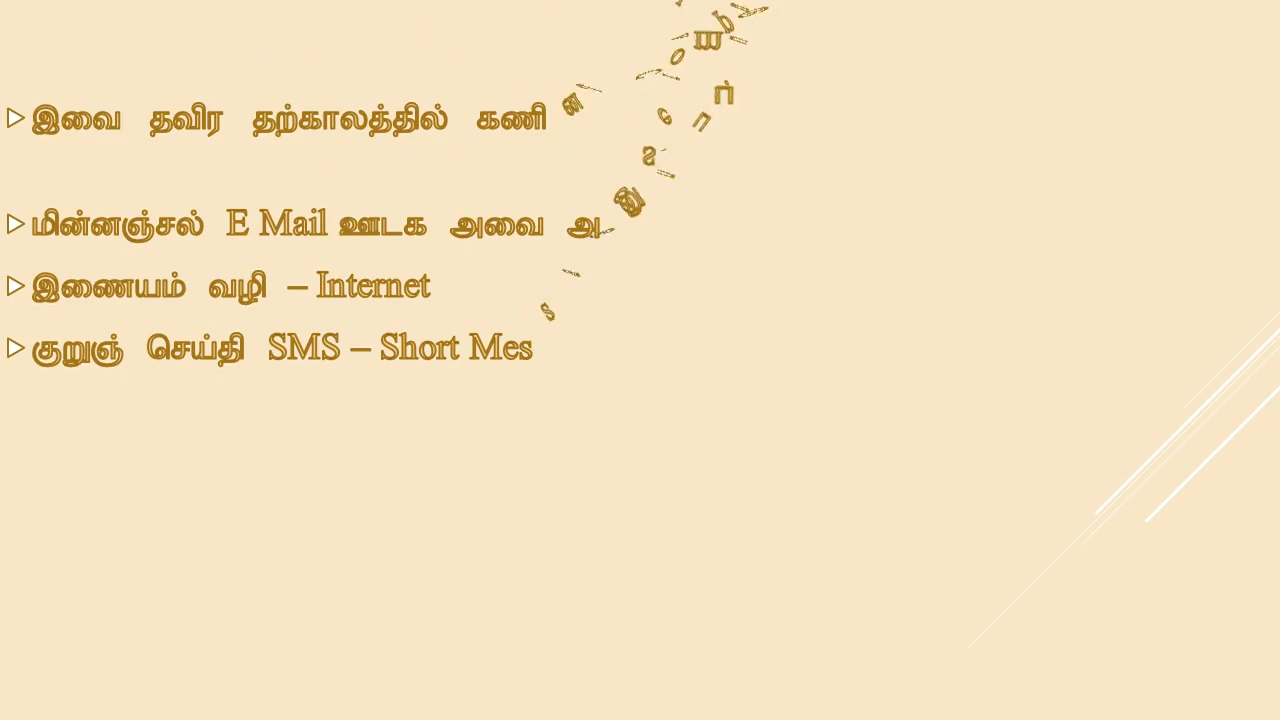 இவை தவிர தற்காலத்தில் கணி
மின்னஞ்சல் E Mail ஊடக அவை அ
இணையம் வழி – Internet
குறுஞ் செய்தி SMS – Short Mes